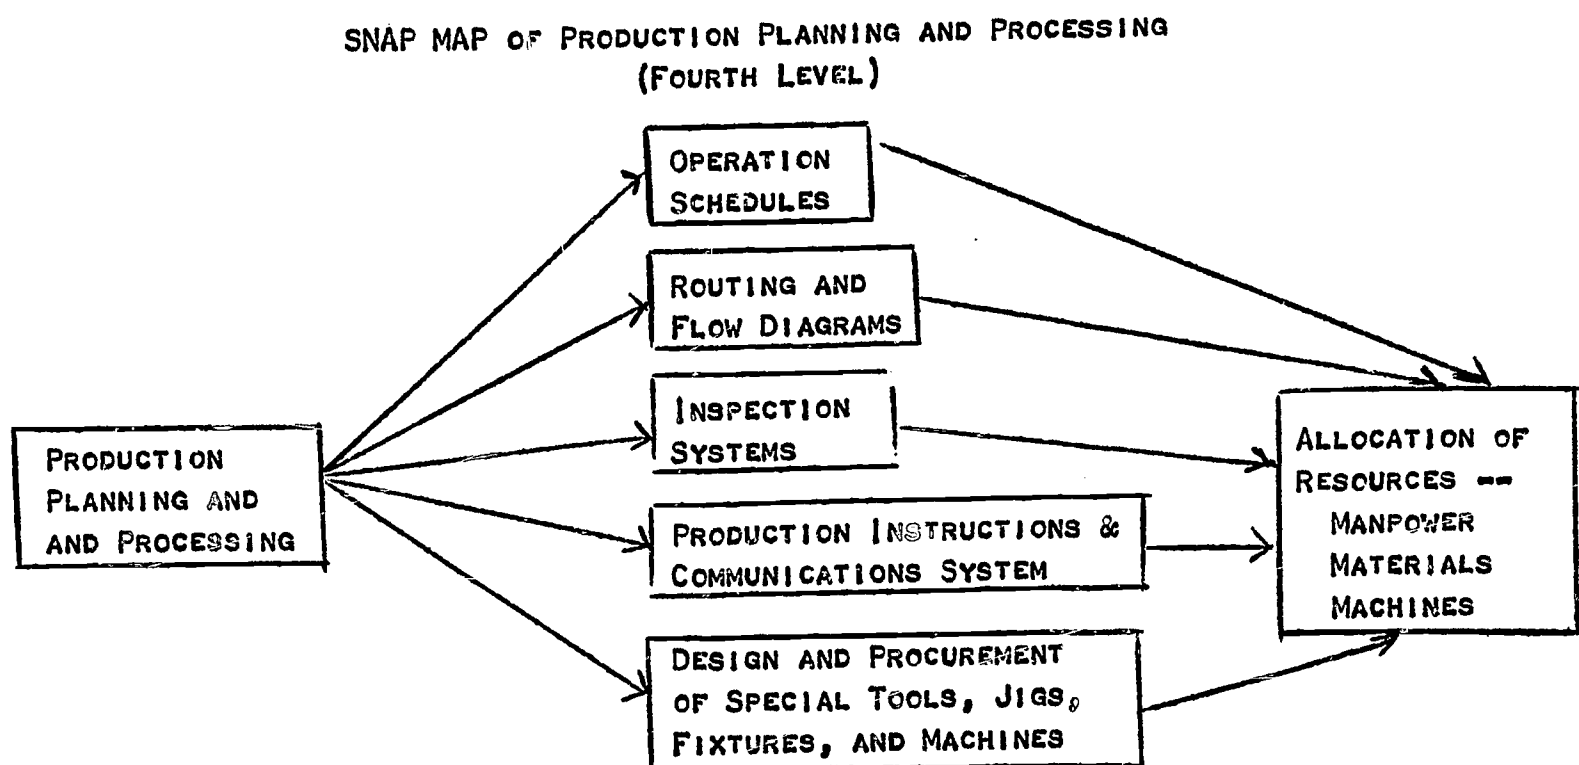 SNAP MAP OF PRODUCTION PLANNING AND PROCESSING
(FOURTH LEVEL)
OPERATION
SCHEDULES
ROUTING AND
FLOW DIAGRAMS
INSPECTION
SYSTEMS
PRODUCTION
PLANNING AND
AND PROCESSING
PRODUCTION INSTRUCTIONS &
COMMUNICATIONS SYSTEM
DESIGN AND PROCUREMENT
OF SPECIAL TOOLS, JIGS,
FIXTURES, AND MACHINES
ALLOCATION OF
RESOURCES --
MANPOWER
MATERIALS
MACHINES